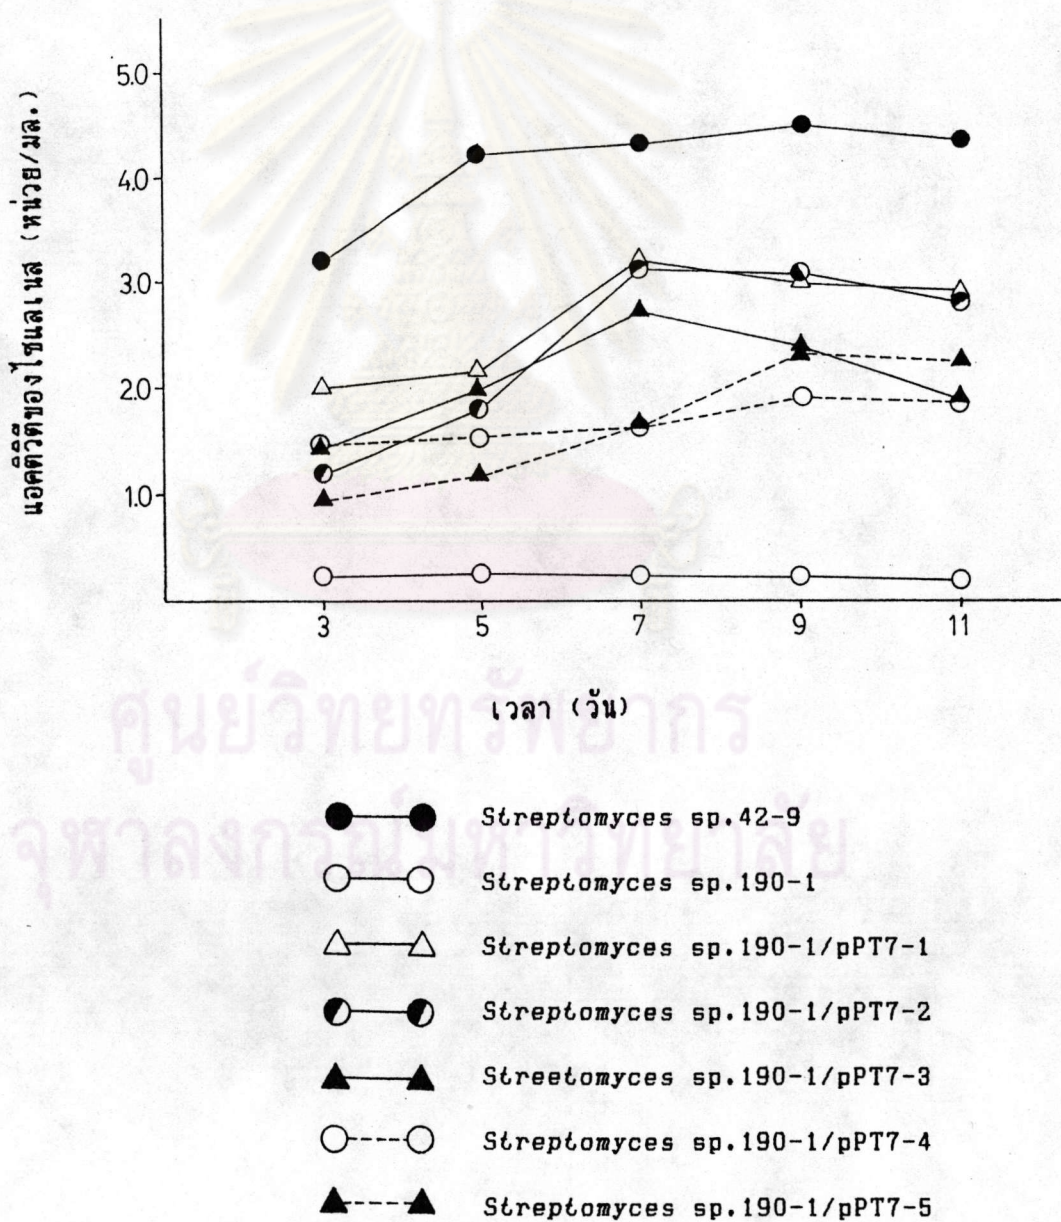 แอคติวิตีของไซแลเนส (หน่วย/มล.)
5.0
4.0
3.0
2.0
1.0
3 5 7 9 11
เวลา (วัน)
ศูนย์วิทยทรัพยากร
จุฬาลงกรณ์มหาวิทยาลัย
Streptomyces sp.42-9
Streptomyces sp.190-1
Streptomyces sp.190-1/pPT7-1
Streptomyces sp.190-1/pPT7-2
Streetomyces sp.190-1/pPT7-3
Streptomyces sp.190-1/pPT7-4
Streptomyces sp.190-1/pPT7-5